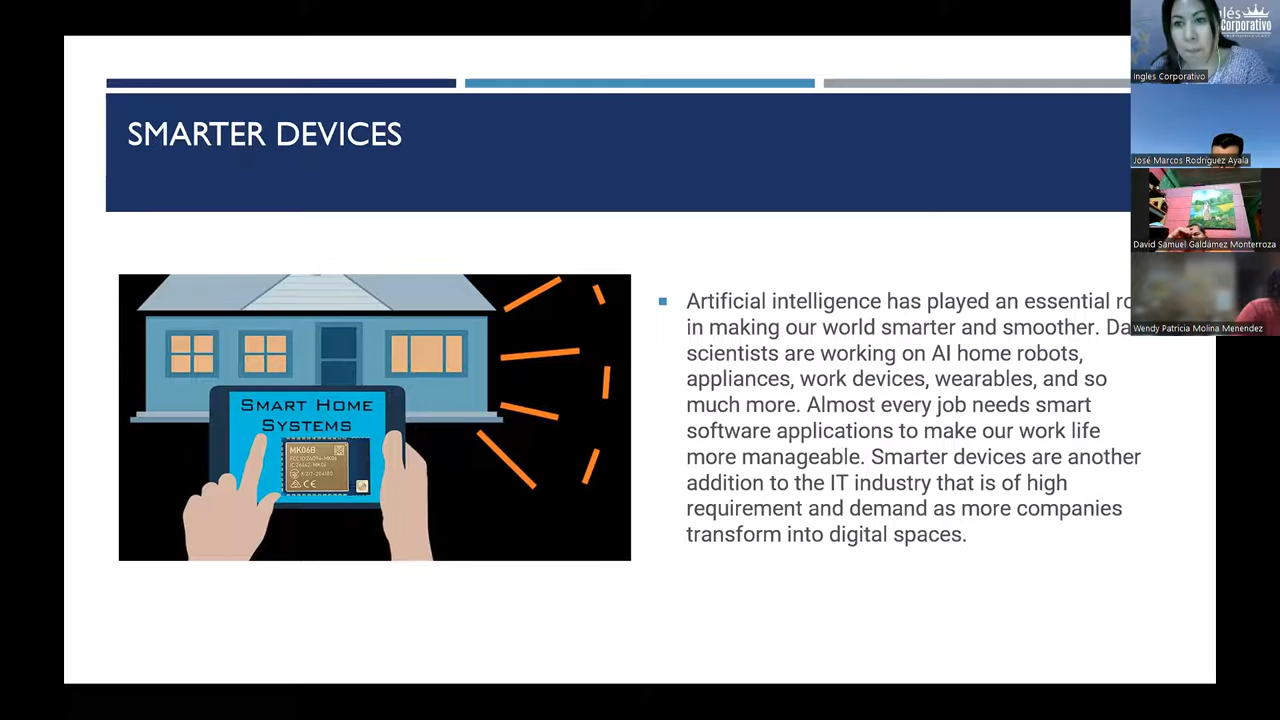 SMARTER DEVICES
SMART HOME
SYSTEMS
MK06B
Artificial intelligence has played an essential
in making our world smarter and smoother.
scientists are working on AI home robots,
appliances, work devices, wearables, and so
much more. Almost every job needs smart
software applications to make our work life
more manageable. Smarter devices are another
addition to the IT industry that is of high
requirement and demand as more companies
transform into digital spaces.
Corporativo
Ingles Corporativo
José Marcos Rodríguez Ayala
David Samuel Galdámez Monterroza
Wendy Patricia Molina Menendez